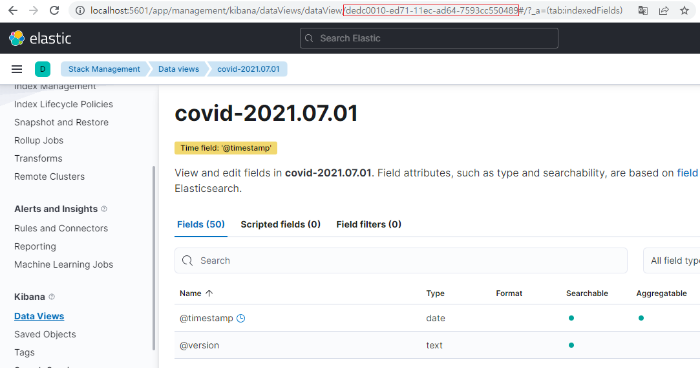 localhost:5601/app/management/kibana/dataViews/dataView/dedc0010-ed71-11ec-ad64-7593cc550489#/?_a=(tab:indexedFields)
elastic
Search Elastic
D
Stack Management
Data views
covid-2021.07.01
Index Management
Index Lifecycle Policies
Snapshot and Restore
Rollup Jobs
Transforms
Remote Clusters
Alerts and Insights
Rules and Connectors
Reporting
Machine Learning Jobs
Kibana
Data Views
Saved Objects
Tags
covid-2021.07.01
Time field: '@timestamp'
View and edit fields in covid-2021.07.01. Field attributes, such as type and searchability, are based on field
Elasticsearch.
Fields (50) Scripted fields (0) Field filters (0)
Search
All field type
Name Type Format Searchable Aggregatable
@timestamp date
@version text